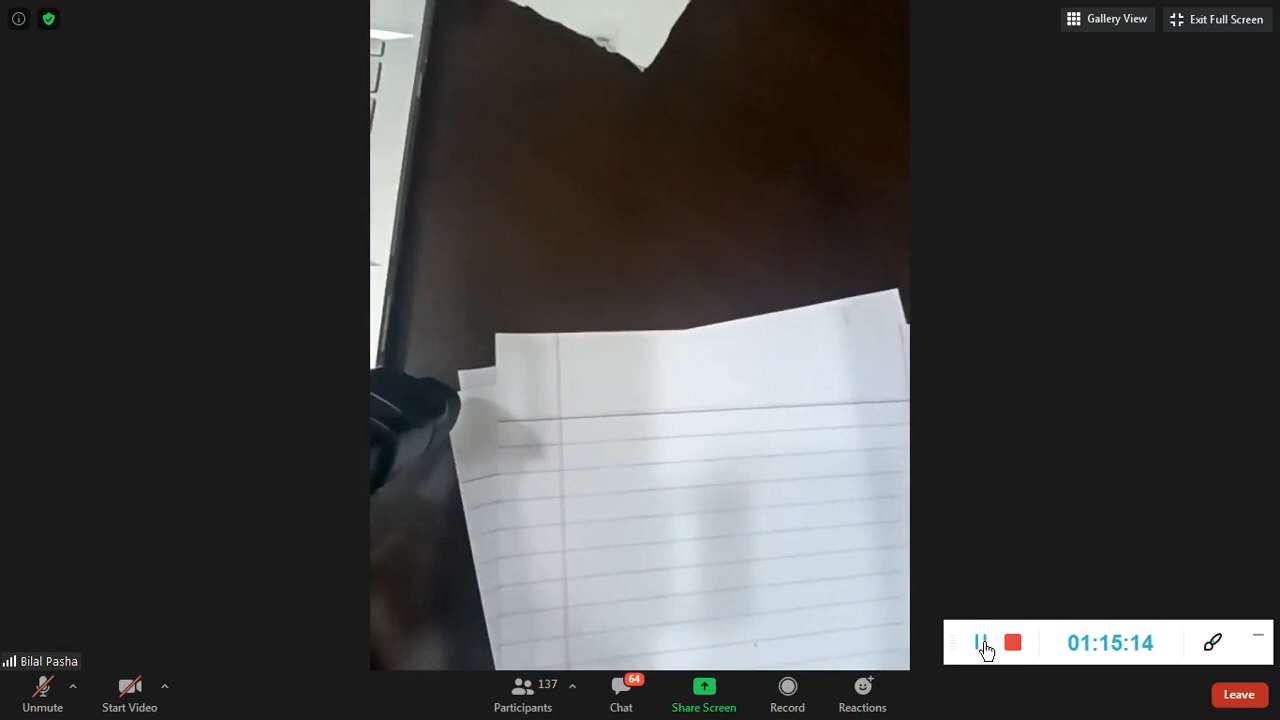 Gallery View
Exit Full Screen
01:15:14
Bilal Pasha
Unmute
Start Video
137
Participants
64
Chat
Share Screen
Record
Reactions
Leave